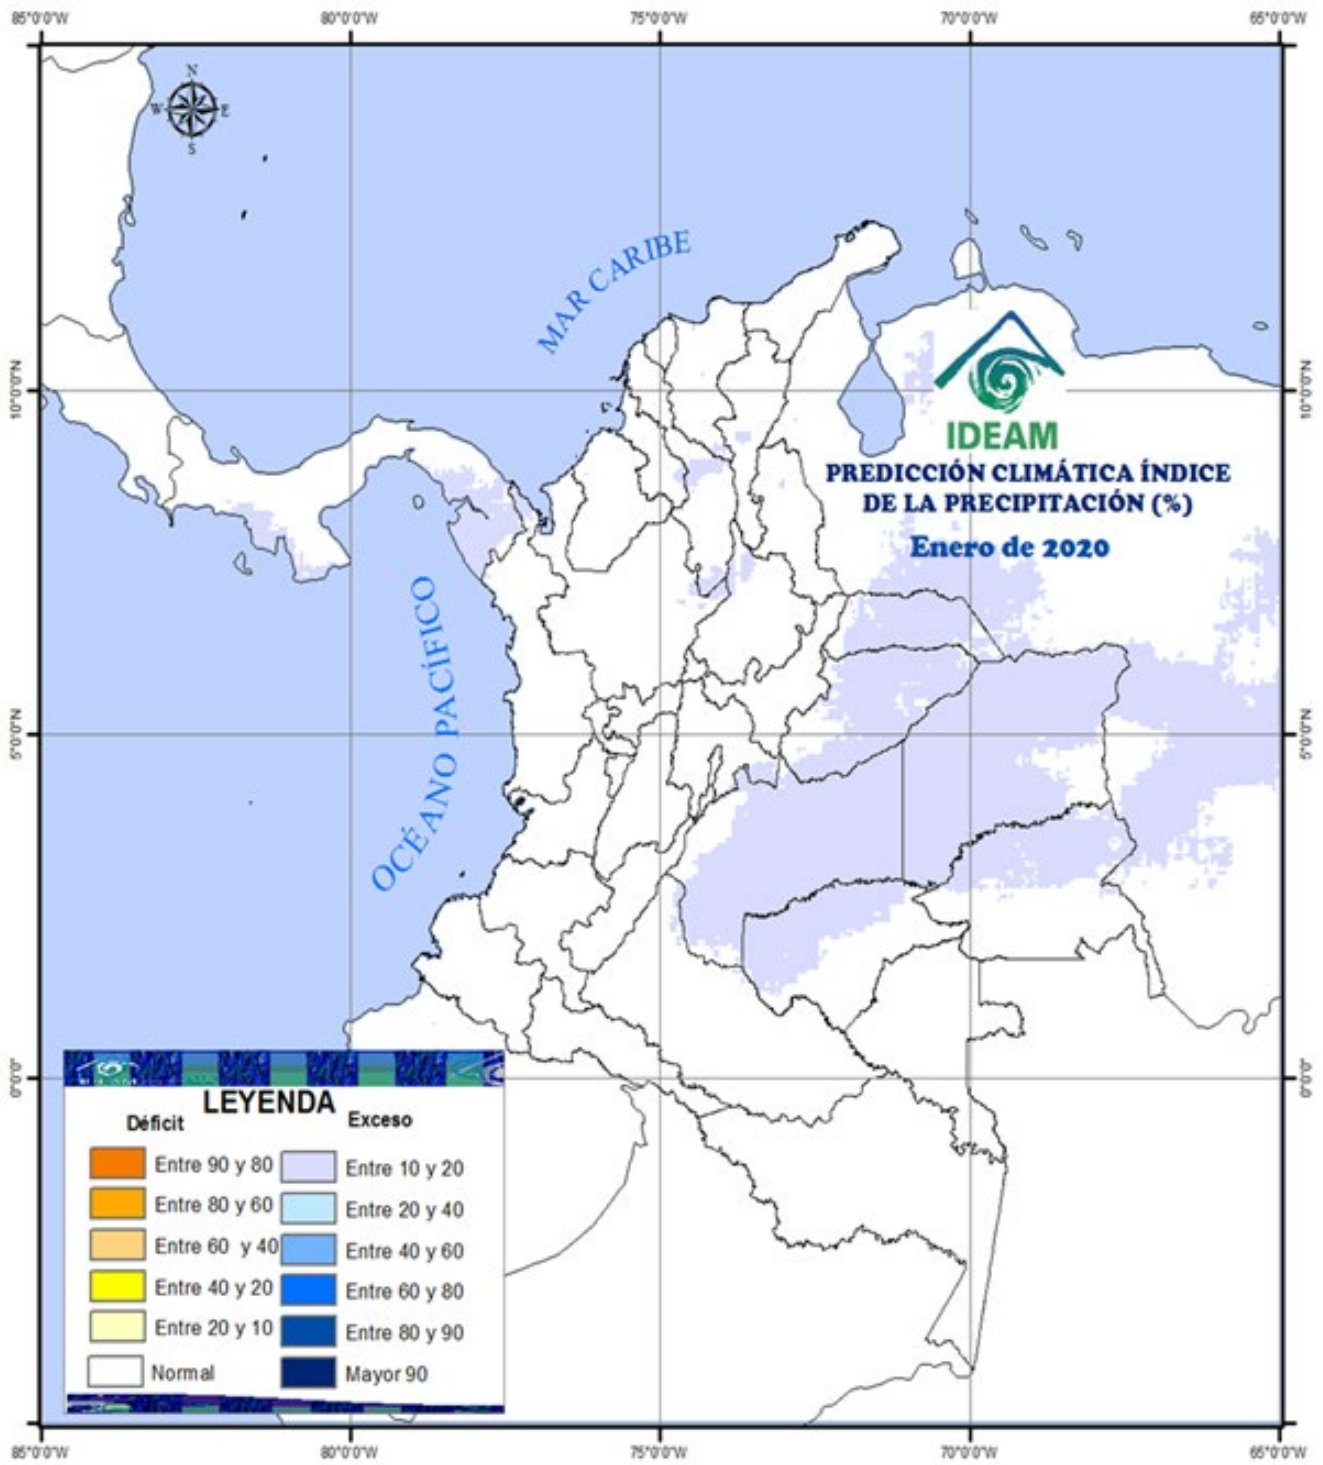 85°0'0"W 80°0'0"W 75°0'0"W 70°0'0"W 65°0'0"W
N
W E
S
MAR CARIBE
10°0'0"N 10°0'0"N
IDEAM
PREDICCIÓN CLIMÁTICA ÍNDICE
DE LA PRECIPITACIÓN (%)
Enero de 2020
OCÉANO PACÍFICO
5°0'0"N 5°0'0"N
0°0'0" 0°0'0"
LEYENDA
Déficit Exceso
Entre 90 y 80 Entre 10 y 20
Entre 80 y 60 Entre 20 y 40
Entre 60 y 40 Entre 40 y 60
Entre 40 y 20 Entre 60 y 80
Entre 20 y 10 Entre 80 y 90
Normal Mayor 90
85°0'0"W 80°0'0"W 75°0'0"W 70°0'0"W 65°0'0"W